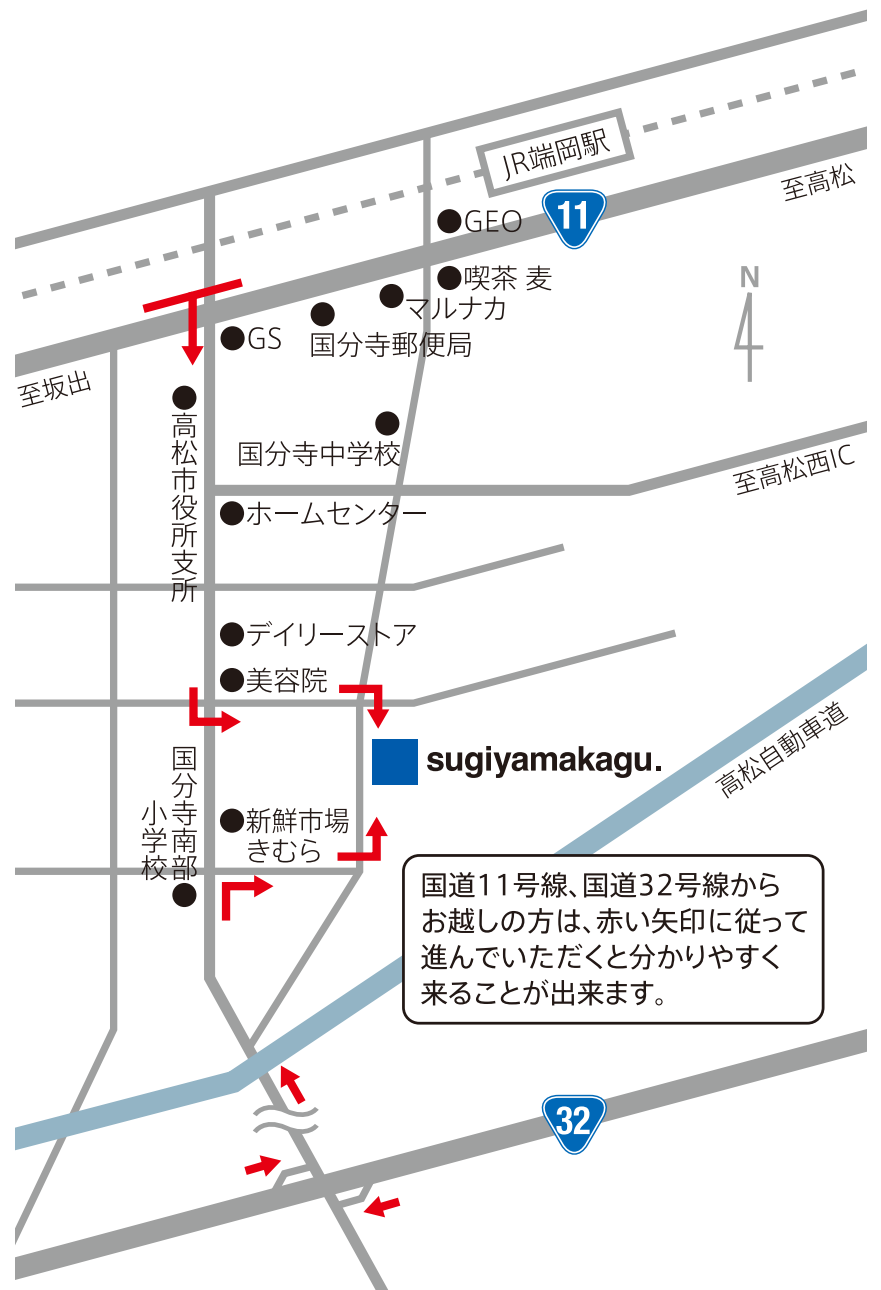 JR端岡駅
至高松
11
GEO
喫茶 麦
マルナカ
N
GS
国分寺郵便局
至坂出
高松市役所支所
国分寺中学校
至高松西IC
ホームセンター
デイリーストア
美容院
sugiyamakagu.
高松自動車道
国分寺南部
小学校
新鮮市場
きむら
国道11号線、国道32号線から
お越しの方は、赤い矢印に従って
進んでいただくと分かりやすく
来ることが出来ます。
32